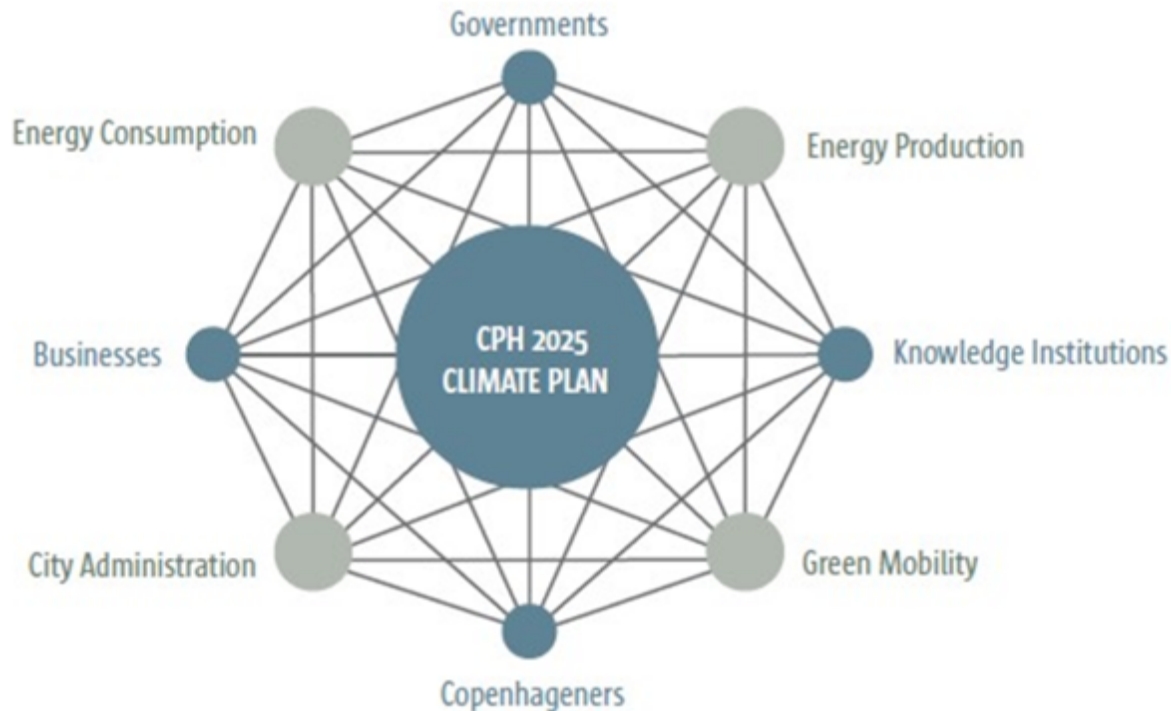 Governments
Energy Consumption
Energy Production
Businesses
CPH 2025
CLIMATE PLAN
Knowledge Institutions
City Administration
Green Mobility
Copenhageners